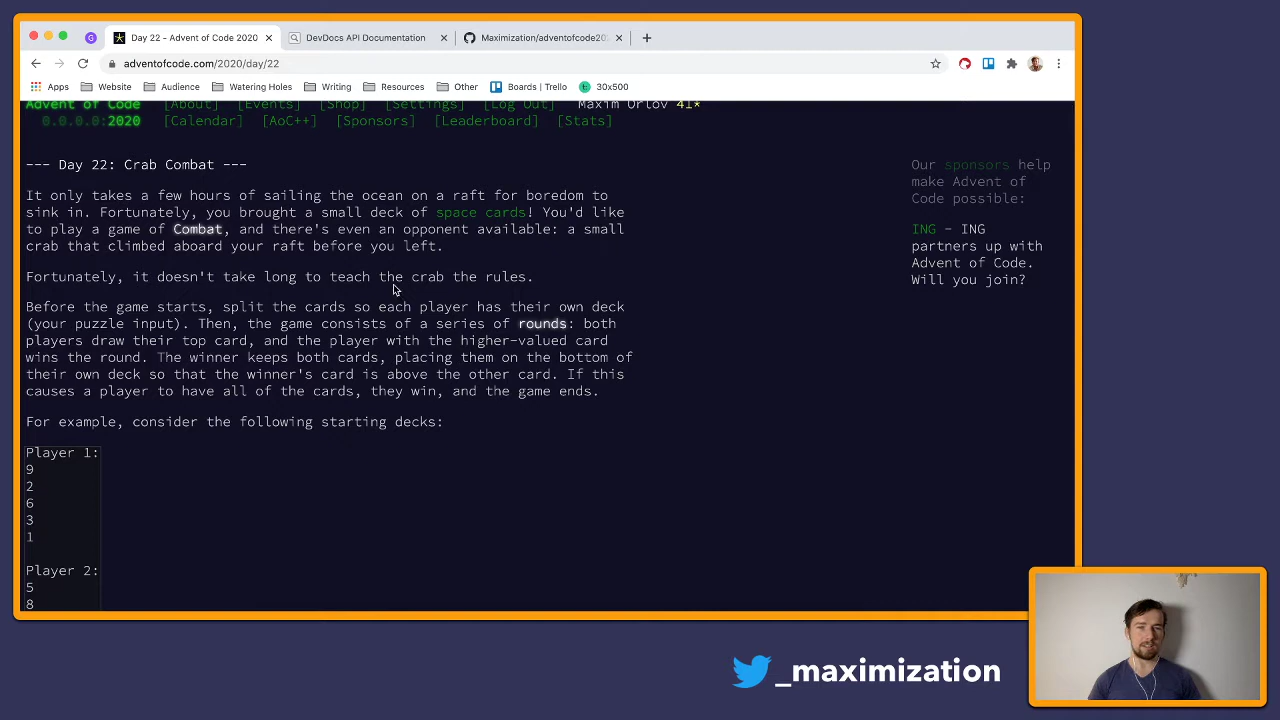 Day 22 - Advent of Code 2020
DevDocs API Documentation
Maximization/adventofcode202
adventofcode.com/2020/day/22
Apps Website Audience Watering Holes Writing Resources Other Boards | Trello 30x500
Advent of Code [About] [Events] [Shop] [Settings] [Log Out] Maxim Orlov 41*
0.0.0.0:2020 [Calendar] [AoC++] [Sponsors] [Leaderboard] [Stats]
--- Day 22: Crab Combat ---
It only takes a few hours of sailing the ocean on a raft for boredom to
sink in. Fortunately, you brought a small deck of space cards! You'd like
to play a game of Combat, and there's even an opponent available: a small
crab that climbed aboard your raft before you left.
Fortunately, it doesn't take long to teach the crab the rules.
Before the game starts, split the cards so each player has their own deck
(your puzzle input). Then, the game consists of a series of rounds: both
players draw their top card, and the player with the higher-valued card
wins the round. The winner keeps both cards, placing them on the bottom of
their own deck so that the winner's card is above the other card. If this
causes a player to have all of the cards, they win, and the game ends.
For example, consider the following starting decks:
Player 1:
9
2
6
3
1
Player 2:
5
8
Our sponsors help
make Advent of
Code possible:
ING - ING
partners up with
Advent of Code.
Will you join?
_maximization